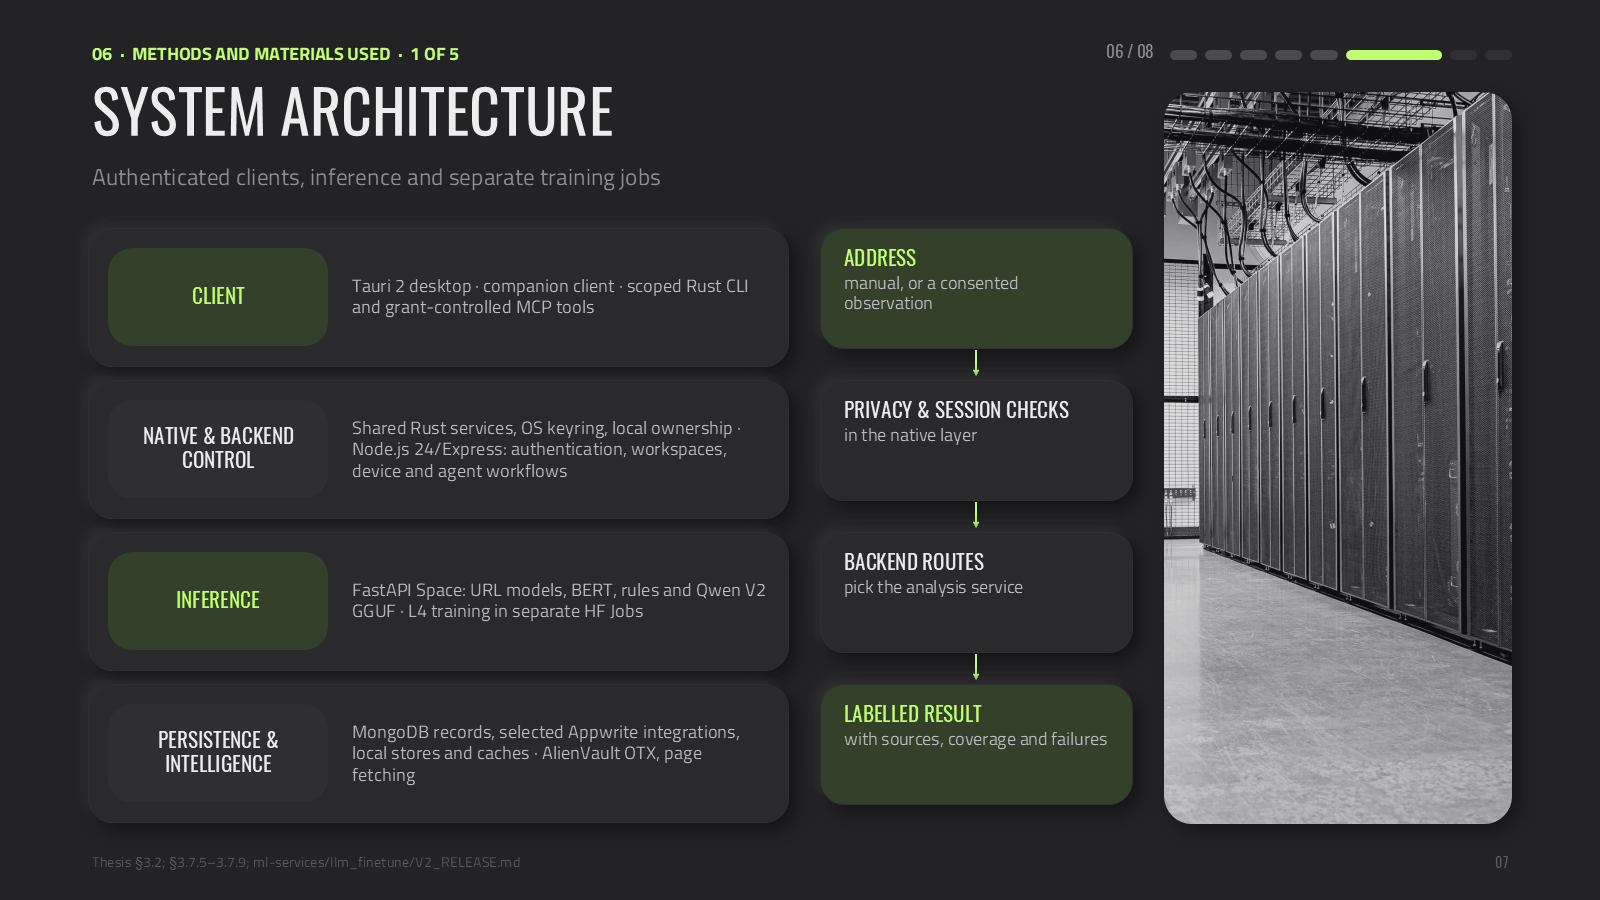 06 · METHODS AND MATERIALS USED · 1 OF 5
06 / 08
SYSTEM ARCHITECTURE
Authenticated clients, inference and separate training jobs
CLIENT
Tauri 2 desktop · companion client · scoped Rust CLI
and grant-controlled MCP tools
NATIVE & BACKEND
CONTROL
Shared Rust services, OS keyring, local ownership ·
Node.js 24/Express: authentication, workspaces,
device and agent workflows
INFERENCE
FastAPI Space: URL models, BERT, rules and Qwen V2
GGUF · L4 training in separate HF Jobs
PERSISTENCE &
INTELLIGENCE
MongoDB records, selected Appwrite integrations,
local stores and caches · AlienVault OTX, page
fetching
ADDRESS
manual, or a consented
observation
PRIVACY & SESSION CHECKS
in the native layer
BACKEND ROUTES
pick the analysis service
LABELLED RESULT
with sources, coverage and failures
Thesis §3.2; §3.7.5–3.7.9; ml-services/llm_finetune/V2_RELEASE.md
07